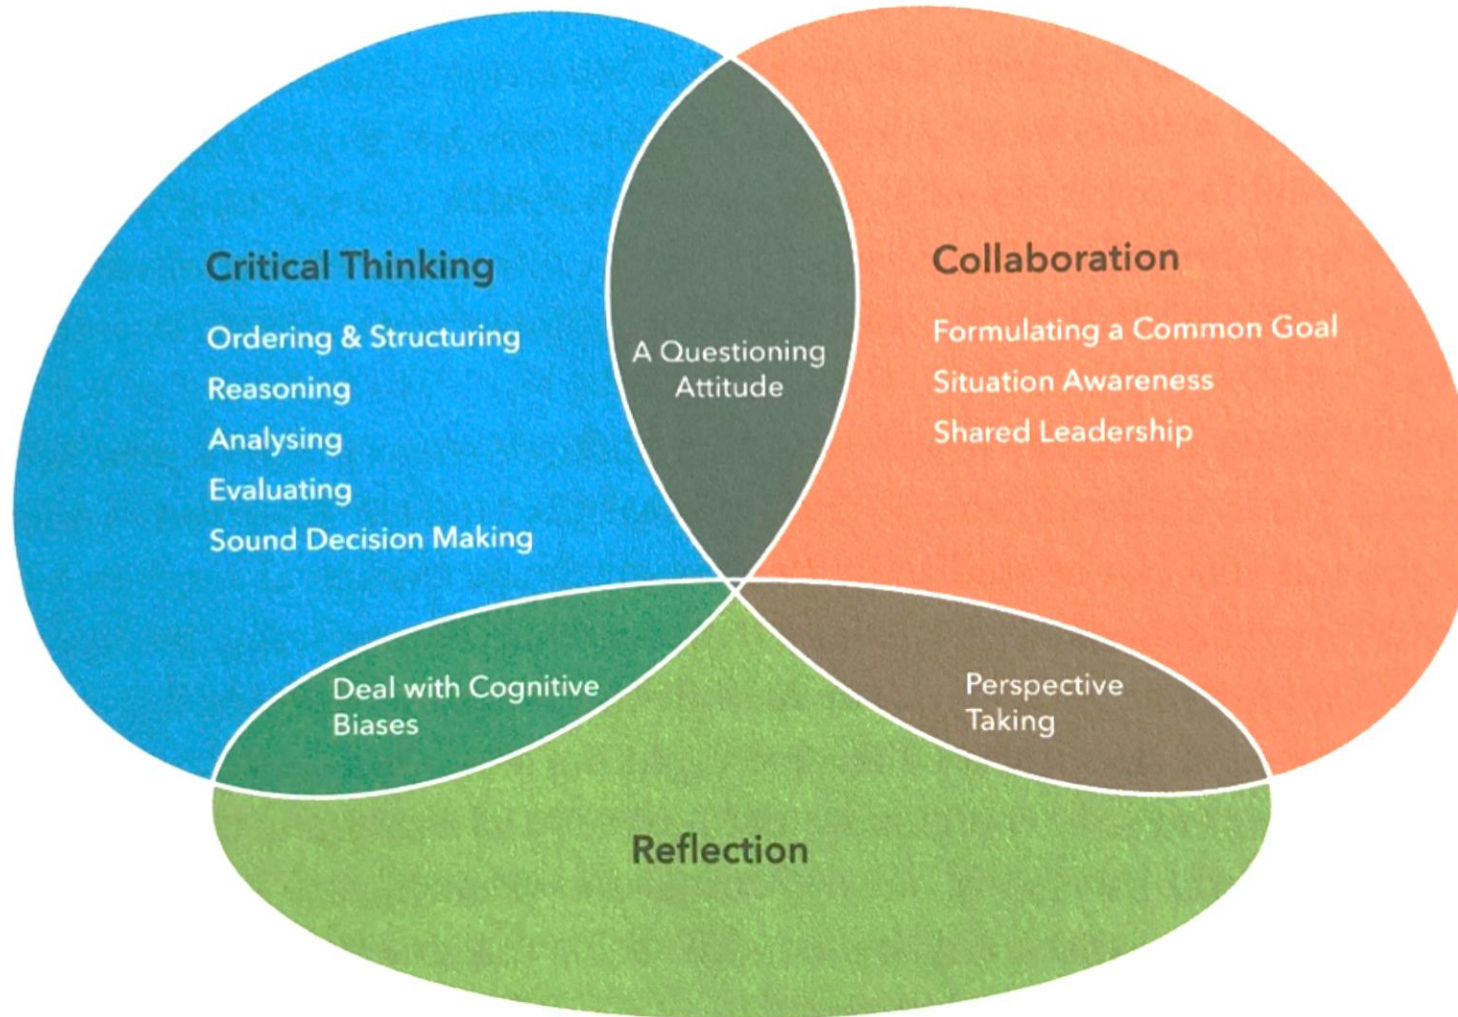 Critical Thinking
Ordering & Structuring
Reasoning
Analysing
Evaluating
Sound Decision Making
A Questioning
Attitude
Collaboration
Formulating a Common Goal
Situation Awareness
Shared Leadership
Deal with Cognitive
Biases
Perspective
Taking
Reflection